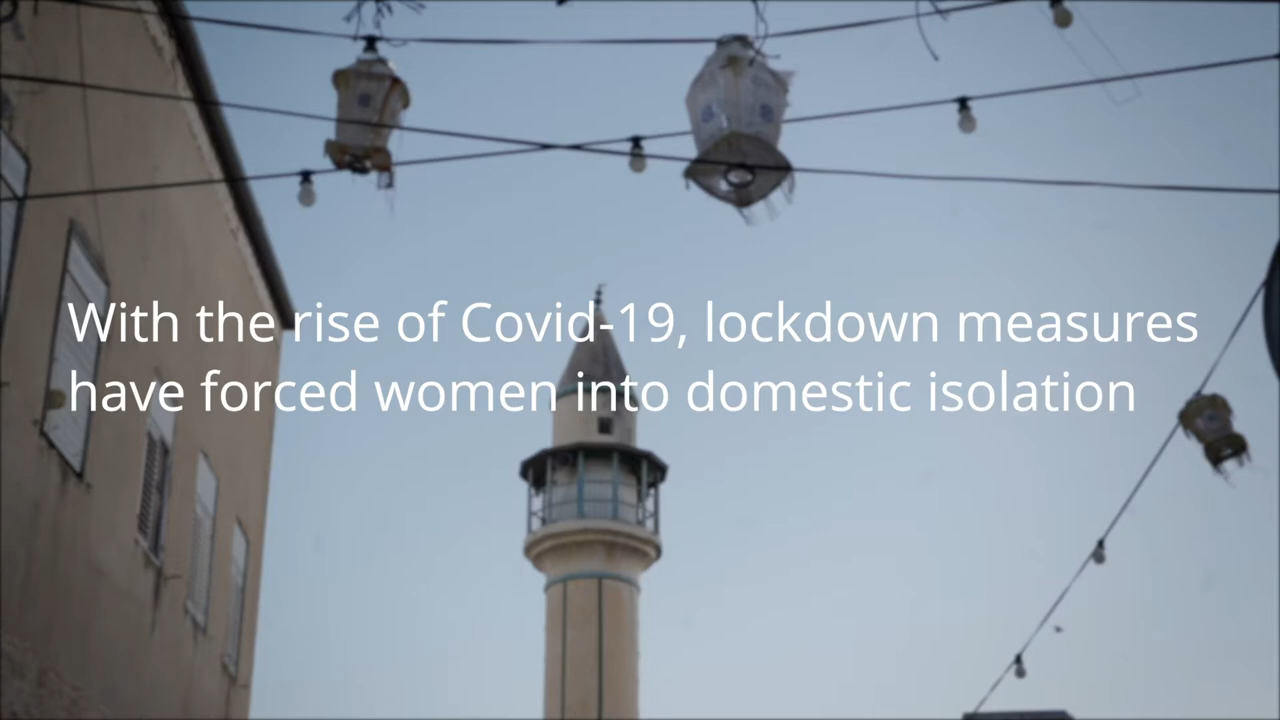 With the rise of Covid-19, lockdown measures
have forced women into domestic isolation